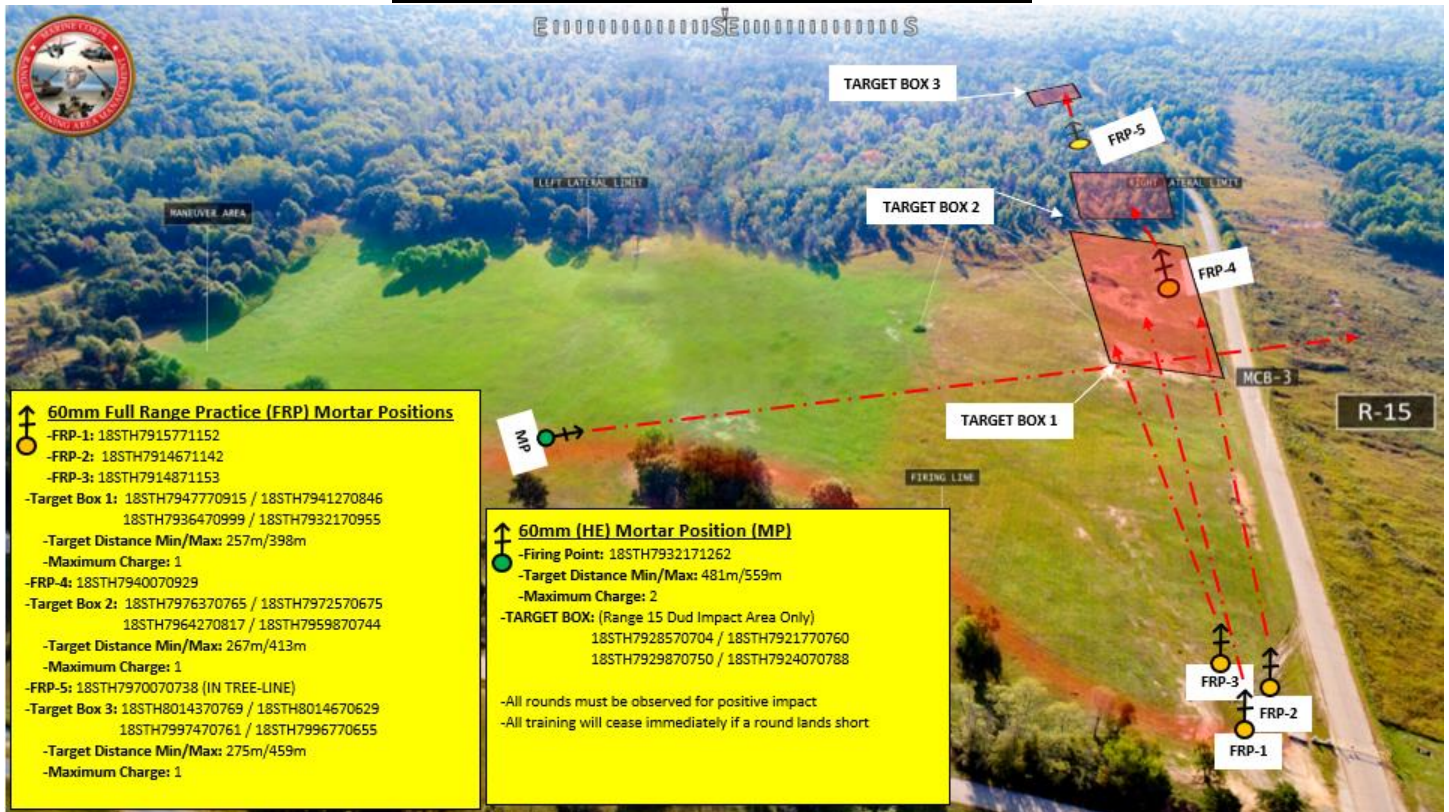 E SE S
MARINE CORPS
RANGE & TRAINING AREA MANAGEMENT
TARGET BOX 3
FRP-5
LEFT LATERAL LIMIT
RIGHT LATERAL LIMIT
MANEUVER AREA
TARGET BOX 2
FRP-4
MCB-3
R-15
TARGET BOX 1
MP
FIRING LINE
FRP-3
FRP-2
FRP-1
60mm Full Range Practice (FRP) Mortar Positions
-FRP-1: 18STH7915771152
-FRP-2: 18STH7914671142
-FRP-3: 18STH7914871153
-Target Box 1: 18STH7947770915 / 18STH7941270846
18STH7936470999 / 18STH7932170955
-Target Distance Min/Max: 257m/398m
-Maximum Charge: 1
-FRP-4: 18STH7940070929
-Target Box 2: 18STH7976370765 / 18STH7972570675
18STH7964270817 / 18STH7959870744
-Target Distance Min/Max: 267m/413m
-Maximum Charge: 1
-FRP-5: 18STH7970070738 (IN TREE-LINE)
-Target Box 3: 18STH8014370769 / 18STH8014670629
18STH7997470761 / 18STH7996770655
-Target Distance Min/Max: 275m/459m
-Maximum Charge: 1
60mm (HE) Mortar Position (MP)
-Firing Point: 18STH7932171262
-Target Distance Min/Max: 481m/559m
-Maximum Charge: 2
-TARGET BOX: (Range 15 Dud Impact Area Only)
18STH7928570704 / 18STH7921770760
18STH7929870750 / 18STH7924070788
-All rounds must be observed for positive impact
-All training will cease immediately if a round lands short